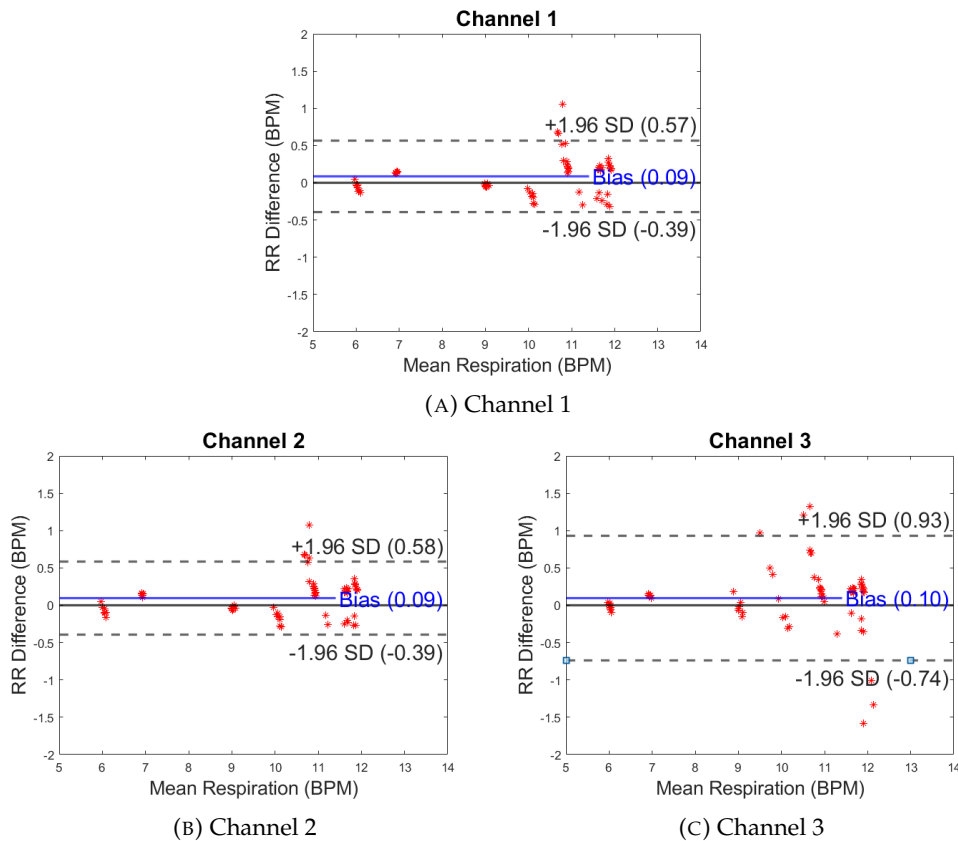 Channel 1
2
1.5
1
0.5
0
-0.5
-1
-1.5
-2
RR Difference (BPM)
+1.96 SD (0.57)
Bias (0.09)
-1.96 SD (-0.39)
5 6 7 8 9 10 11 12 13 14
Mean Respiration (BPM)
(A) Channel 1
Channel 2
2
1.5
1
0.5
0
-0.5
-1
-1.5
-2
RR Difference (BPM)
+1.96 SD (0.58)
Bias (0.09)
-1.96 SD (-0.39)
5 6 7 8 9 10 11 12 13 14
Mean Respiration (BPM)
(B) Channel 2
Channel 3
2
1.5
1
0.5
0
-0.5
-1
-1.5
-2
RR Difference (BPM)
+1.96 SD (0.93)
Bias (0.10)
-1.96 SD (-0.74)
5 6 7 8 9 10 11 12 13 14
Mean Respiration (BPM)
(C) Channel 3